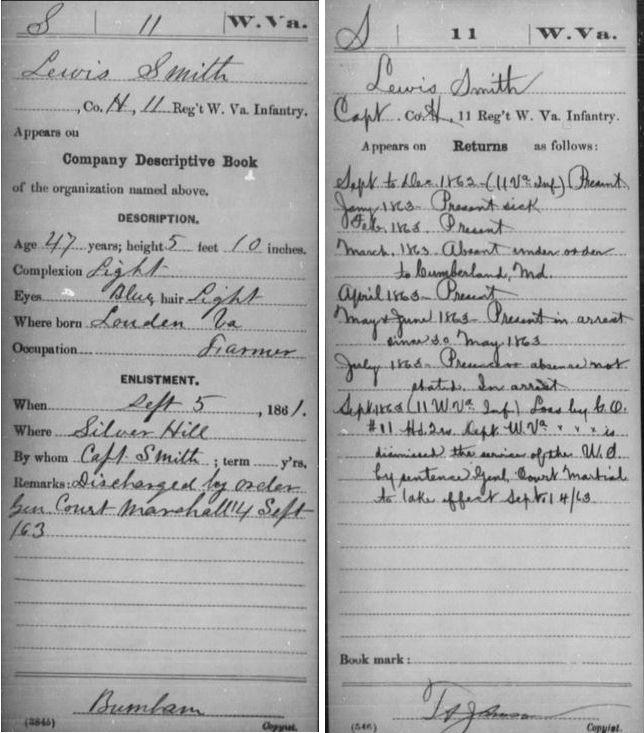 S | 11 | W.Va.
Lewis Smith
, Co. H, 11 Reg't W. Va. Infantry.
Appears on
Company Descriptive Book
of the organization named above.
DESCRIPTION.
Age 47 years; height 5 feet 10 inches.
Complexion Light
Eyes Blue, hair Light
Where born Louden Va
Occupation Farmer
ENLISTMENT.
When Sept 5, 1861.
Where Silver Hill
By whom Capt Smith; term y'rs.
Remarks: Discharged by order
Gen Court Marshall 14 Sept
163
Burnham
(3845) Copyist.
S | 11 | W.Va.
Lewis Smith
Capt. Co. H, 11 Reg't W. Va. Infantry.
Appears on Returns as follows:
Sept to Dec 1862 - (11 Va Inf) Present
Jany 1863 - Present sick
Feb. 1863 - Present
March, 1863 Absent under order
to Cumberland, Md.
April 1863 - Present
May & June 1863 - Present in arrest
since 30 May 1863
July 1863 - Presence or absence not
stated. In arrest
Sept 1863 (11 W. Va Inf.) Loss by G.O.
#11 Hd. 2rs. Dept W. Va " " " is
dismissed the service of the U.S.
by sentence Genl. Court Martial
to take effect Sept 14/63
Book mark:
(546) Copyist.